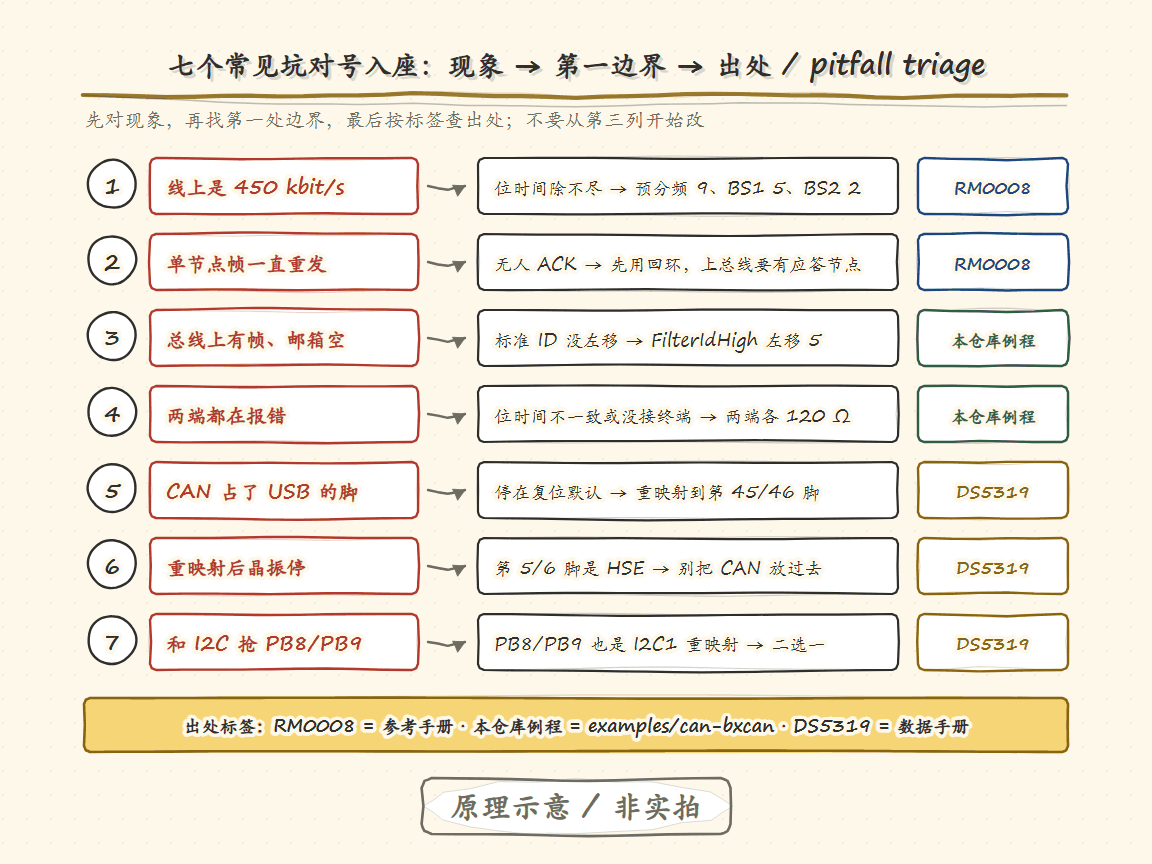 七个常见坑对号入座：现象 → 第一边界 → 出处 / pitfall triage
先对现象，再找第一处边界，最后按标签查出处；不要从第三列开始改
1 线上是 450 kbit/s 位时间除不尽 → 预分频 9、BS1 5、BS2 2 RM0008
2 单节点帧一直重发 无人 ACK → 先用回环，上总线要有应答节点 RM0008
3 总线上有帧、邮箱空 标准 ID 没左移 → FilterIdHigh 左移 5 本仓库例程
4 两端都在报错 位时间不一致或没接终端 → 两端各 120 Ω 本仓库例程
5 CAN 占了 USB 的脚 停在复位默认 → 重映射到第 45/46 脚 DS5319
6 重映射后晶振停 第 5/6 脚是 HSE → 别把 CAN 放过去 DS5319
7 和 I2C 抢 PB8/PB9 PB8/PB9 也是 I2C1 重映射 → 二选一 DS5319
出处标签：RM0008 = 参考手册 · 本仓库例程 = examples/can-bxcan · DS5319 = 数据手册
原理示意 / 非实拍